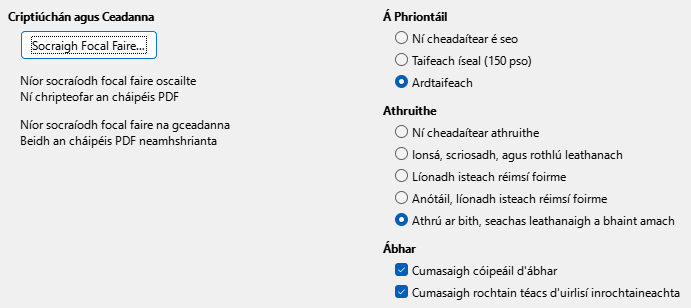 Criptiúchán agus Ceadanna
Socraigh Focal Faire...
Níor socraíodh focal faire oscailte
Ní chripteofar an cháipéis PDF
Níor socraíodh focal faire na gceadanna
Beidh an cháipéis PDF neamhshrianta
Á Phriontáil
Ní cheadaítear é seo
Taifeach íseal (150 pso)
Ardtaifeach
Athruithe
Ní cheadaítear athruithe
Ionsá, scriosadh, agus rothlú leathanach
Líonadh isteach réimsí foirme
Anótáil, líonadh isteach réimsí foirme
Athrú ar bith, seachas leathanaigh a bhaint amach
Ábhar
Cumasaigh cóipeáil d'ábhar
Cumasaigh rochtain téacs d'uirlisí inrochtaineachta